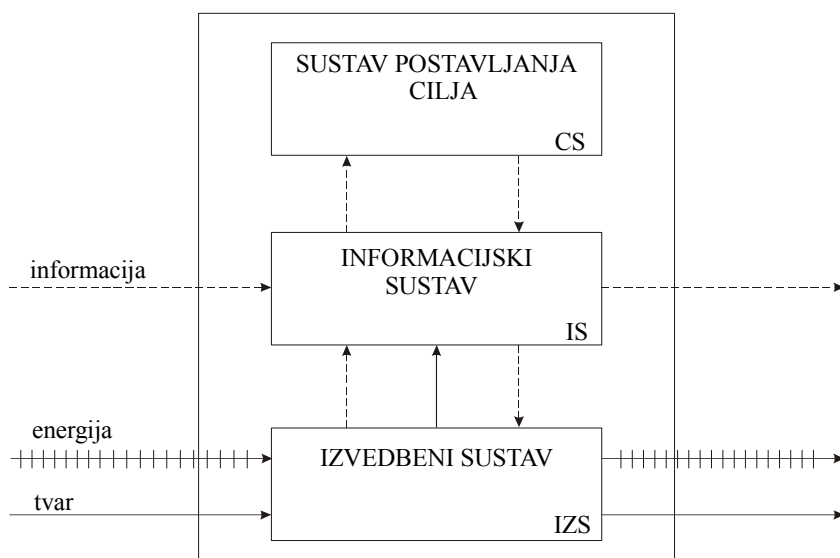 SUSTAV POSTAVLJANJA
CILJA
CS
informacija
INFORMACIJSKI
SUSTAV
IS
energija
IZVEDBENI SUSTAV
tvar
IZS